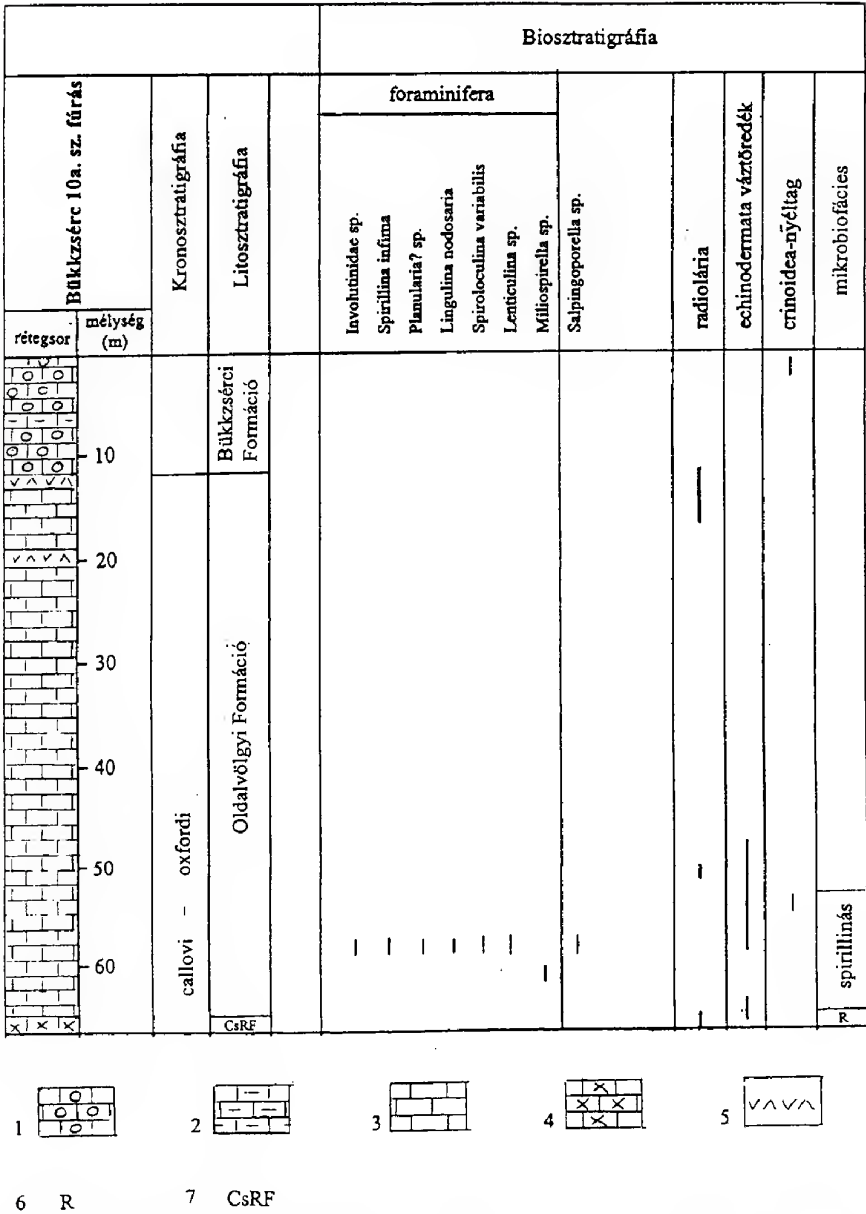 Biosztratigráfia
Bükkzsérc 10a. sz. fúrás
Kronosztratigráfia
Litosztratigráfia
foraminifera
Involutinidae sp.
Spirillina infima
Planularia? sp.
Lingulina nodosaria
Spiroloculina variabilis
Lenticulina sp.
Miliospirella sp.
Salpingoporella sp.
radiolária
echinodermata váztöredék
crinoidea-nyéltag
mikrobiofácies
rétegsor
mélység
(m)
10
20
30
40
50
60
callovi – oxfordi
Bükkzsérci
Formáció
Oldalvölgyi Formáció
CsRF
spirillinás
R
1
2
3
4
5
6 R
7 CsRF